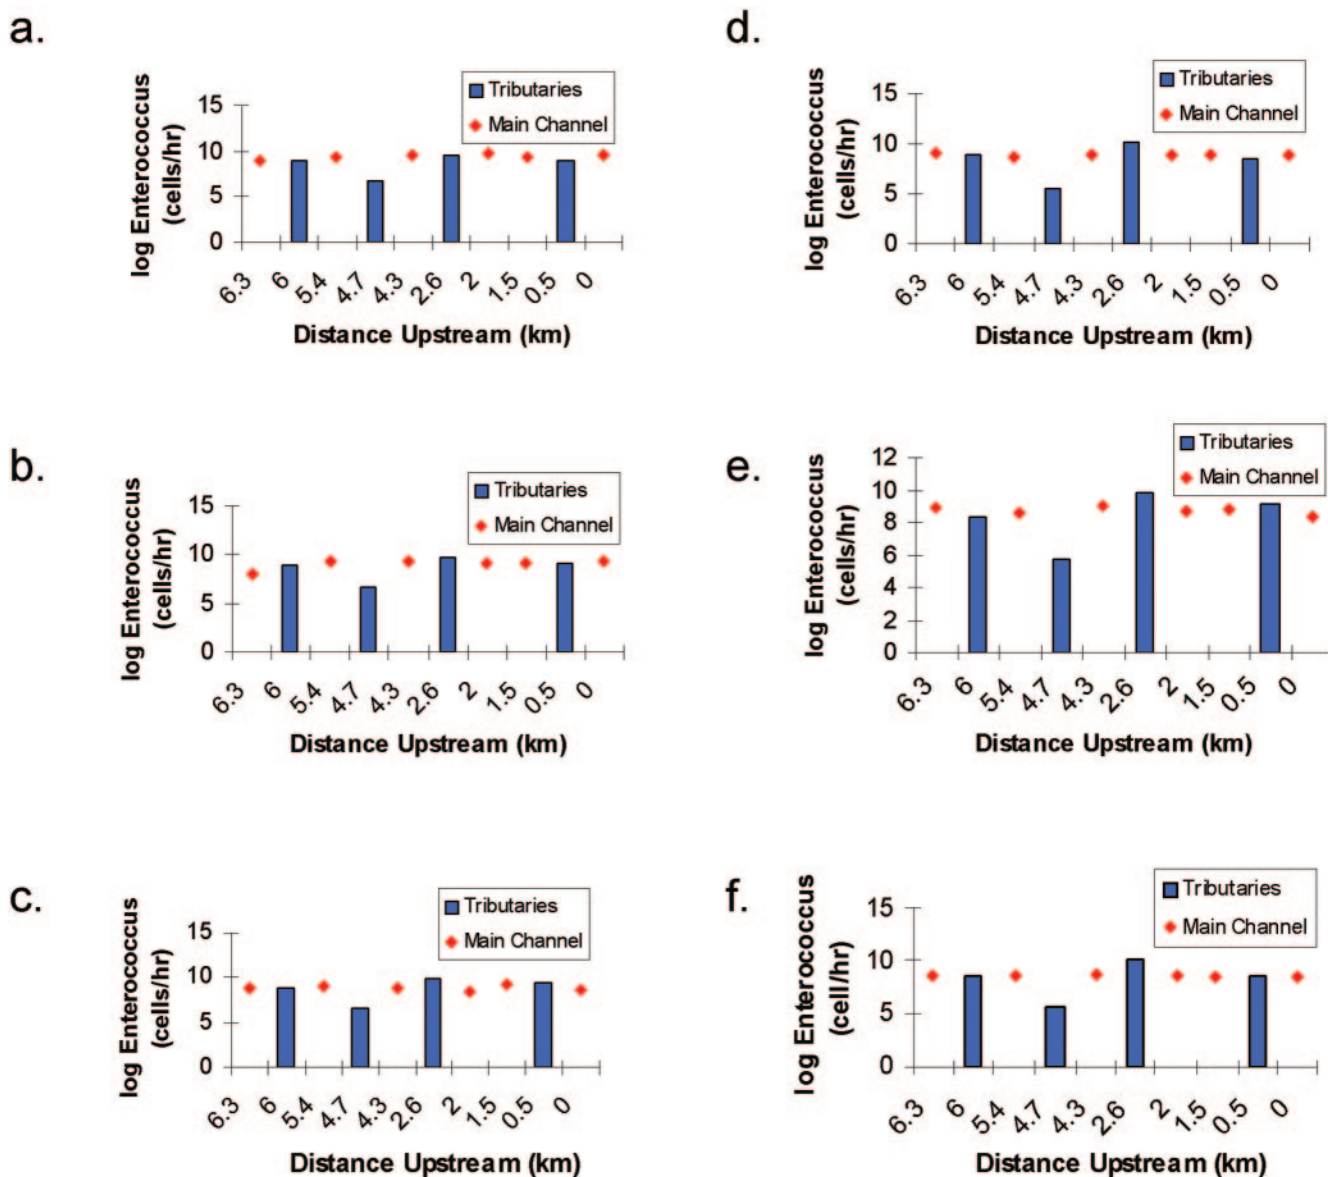 a.
log Enterococcus
(cells/hr)
15
10
5
0
Tributaries
Main Channel
6.3 6 5.4 4.7 4.3 2.6 2 1.5 0.5 0
Distance Upstream (km)
d.
log Enterococcus
(cells/hr)
15
10
5
0
Tributaries
Main Channel
6.3 6 5.4 4.7 4.3 2.6 2 1.5 0.5 0
Distance Upstream (km)
b.
log Enterococcus
(cells/hr)
15
10
5
0
Tributaries
Main Channel
6.3 6 5.4 4.7 4.3 2.6 2 1.5 0.5 0
Distance Upstream (km)
e.
log Enterococcus
(cells/hr)
12
10
8
6
4
2
0
Tributaries
Main Channel
6.3 6 5.4 4.7 4.3 2.6 2 1.5 0.5 0
Distance Upstream (km)
c.
log Enterococcus
(cells/hr)
15
10
5
0
Tributaries
Main Channel
6.3 6 5.4 4.7 4.3 2.6 2 1.5 0.5 0
Distance Upstream (km)
f.
log Enterococcus
(cell/hr)
15
10
5
0
Tributaries
Main Channel
6.3 6 5.4 4.7 4.3 2.6 2 1.5 0.5 0
Distance Upstream (km)